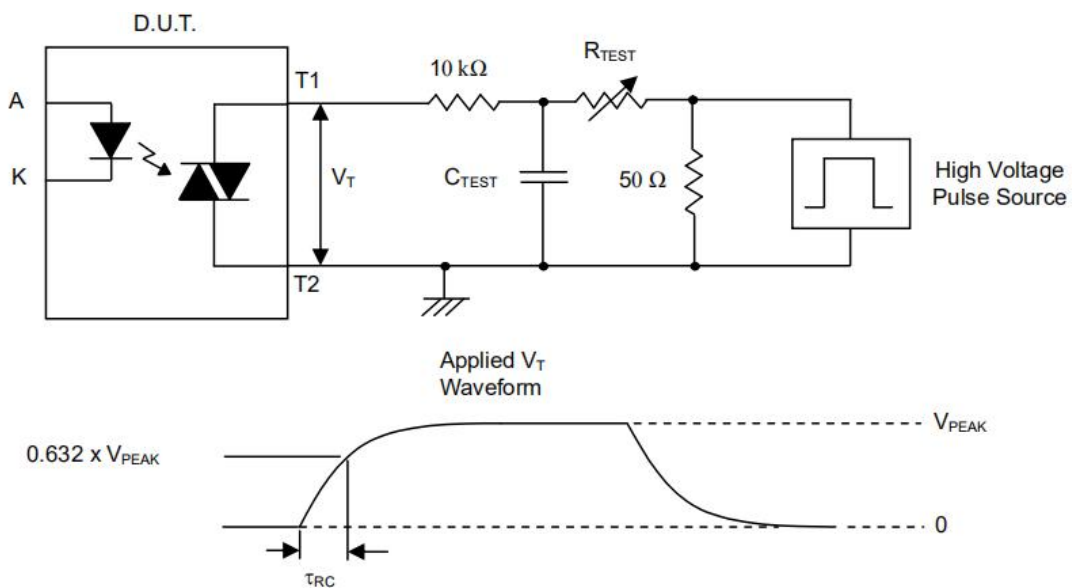 D.U.T.
A
K
T1
T2
V_T
10 kΩ
R_TEST
C_TEST
50 Ω
High Voltage
Pulse Source
Applied V_T
Waveform
0.632 x V_PEAK
V_PEAK
0
τ_RC